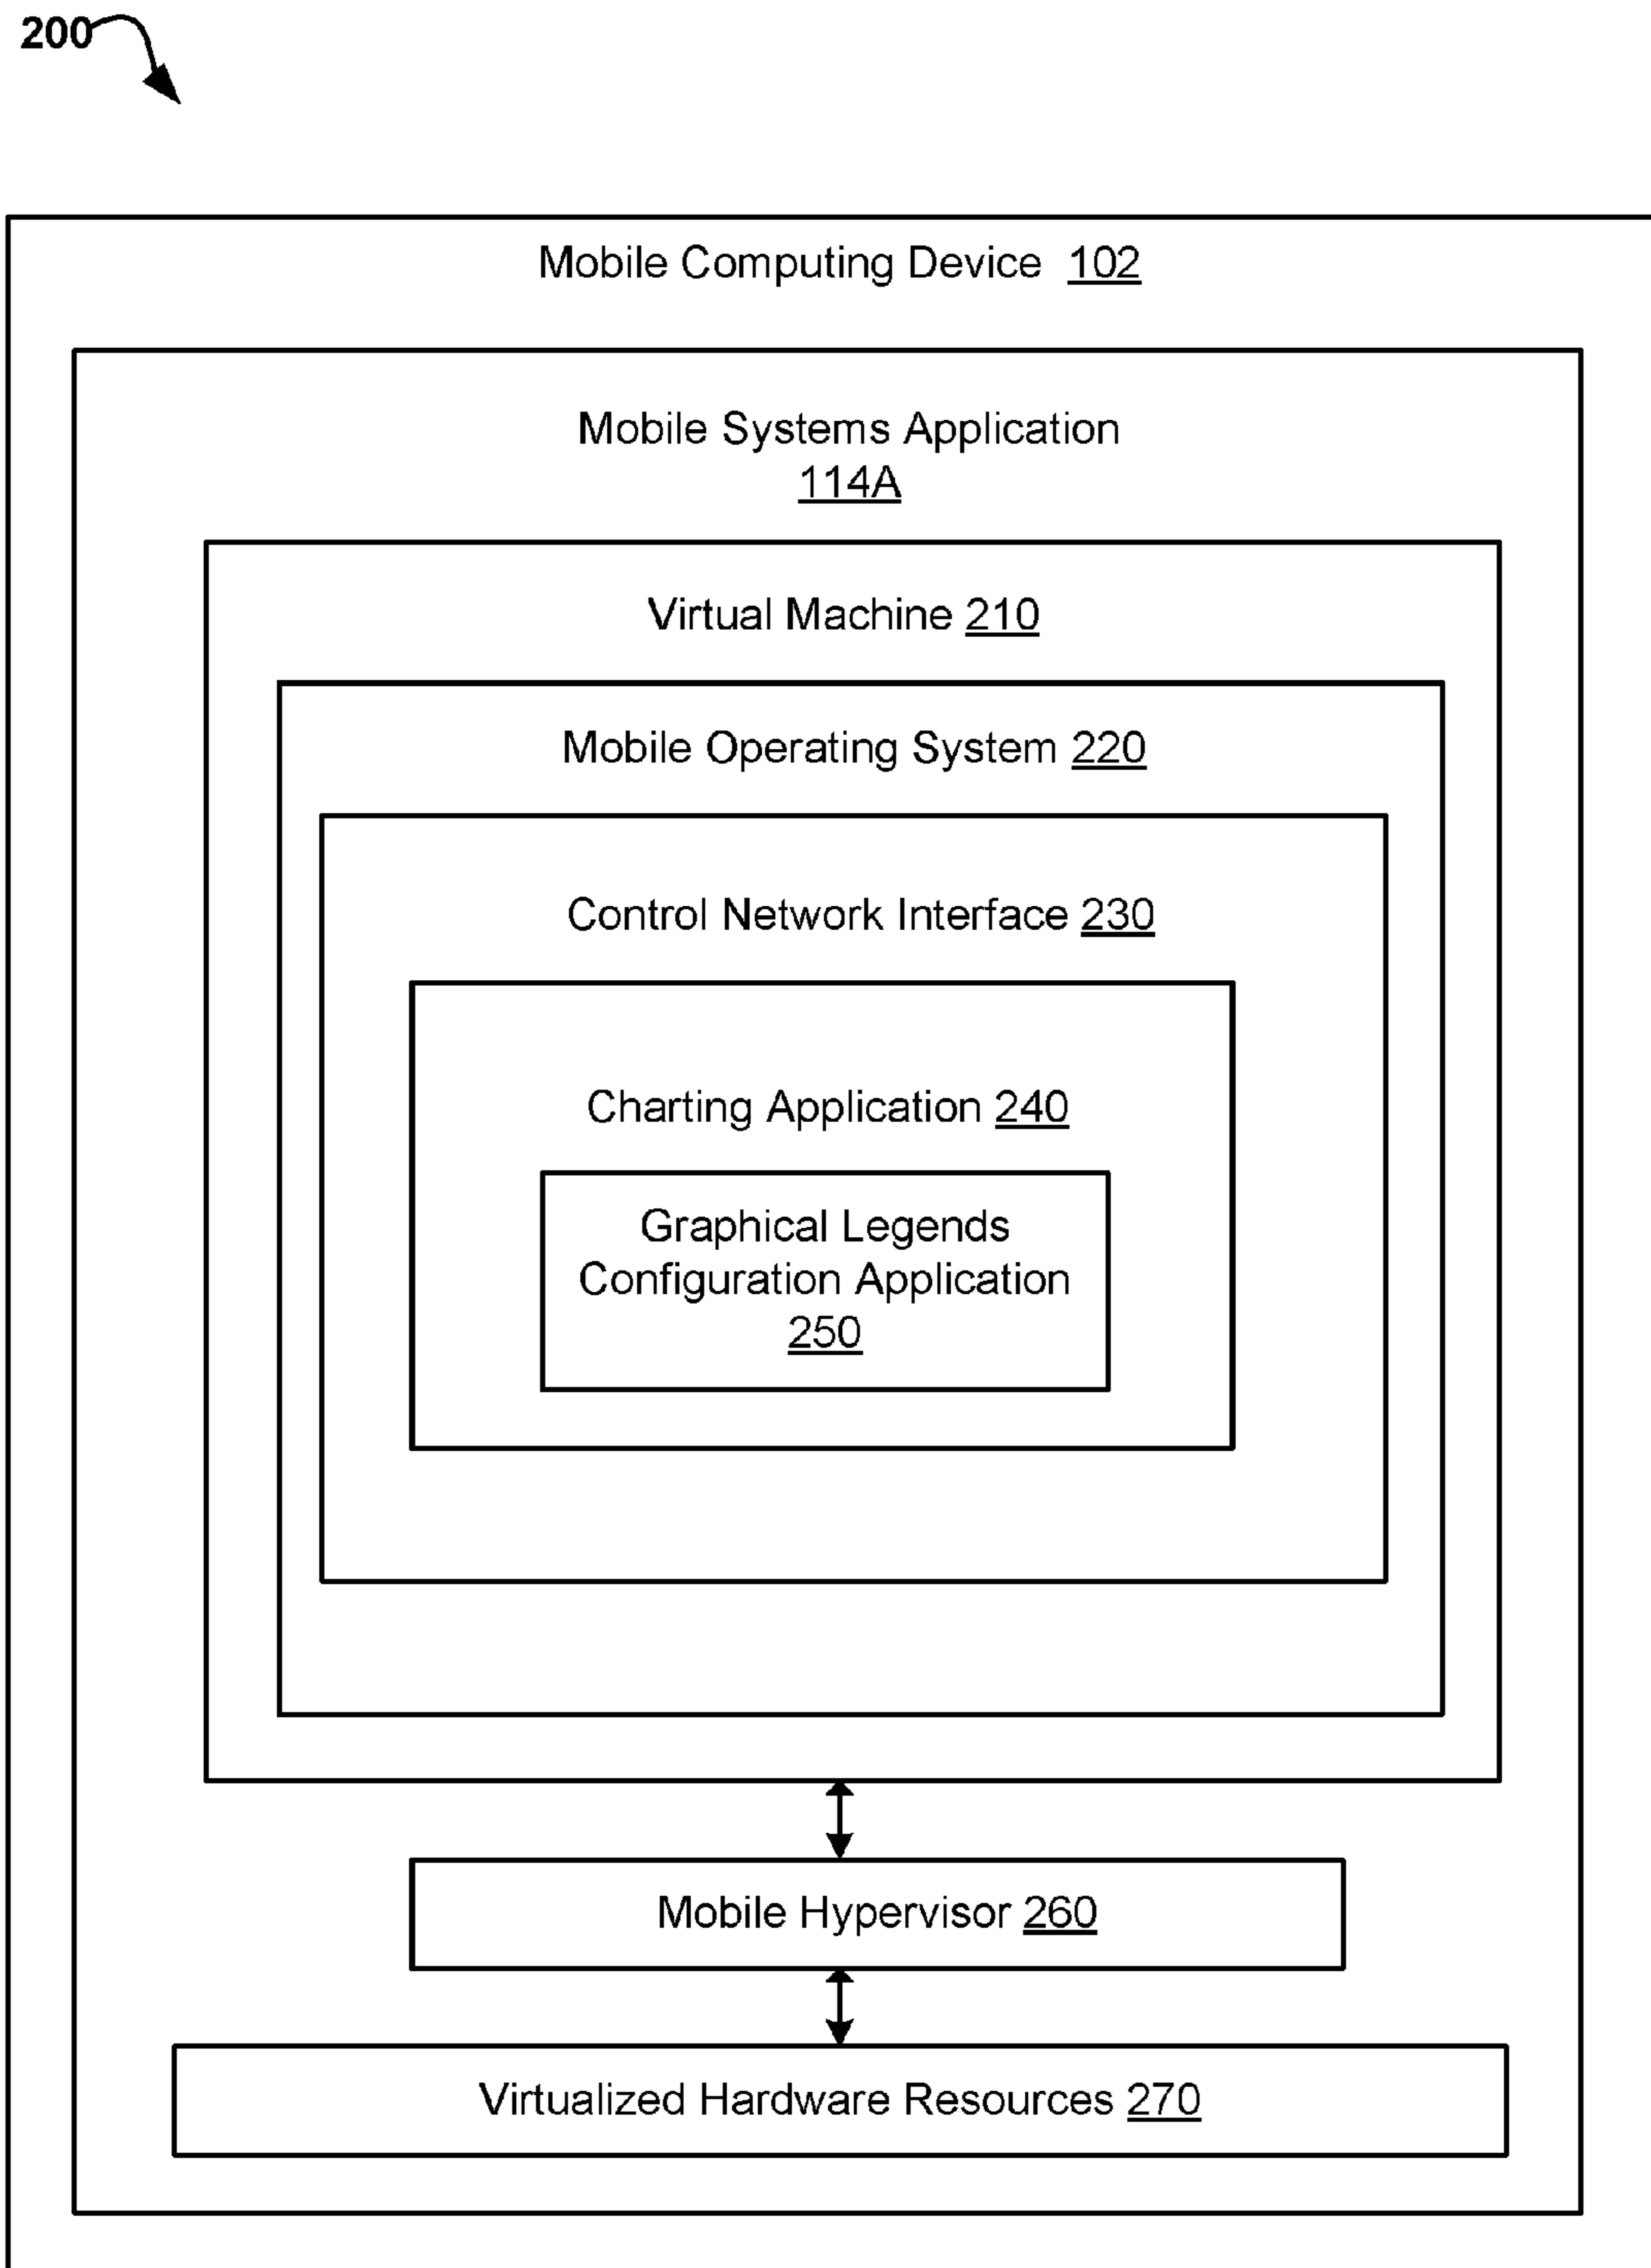 200
Mobile Computing Device 102
Mobile Systems Application
114A
Virtual Machine 210
Mobile Operating System 220
Control Network Interface 230
Charting Application 240
Graphical Legends
Configuration Application
250
Mobile Hypervisor 260
Virtualized Hardware Resources 270